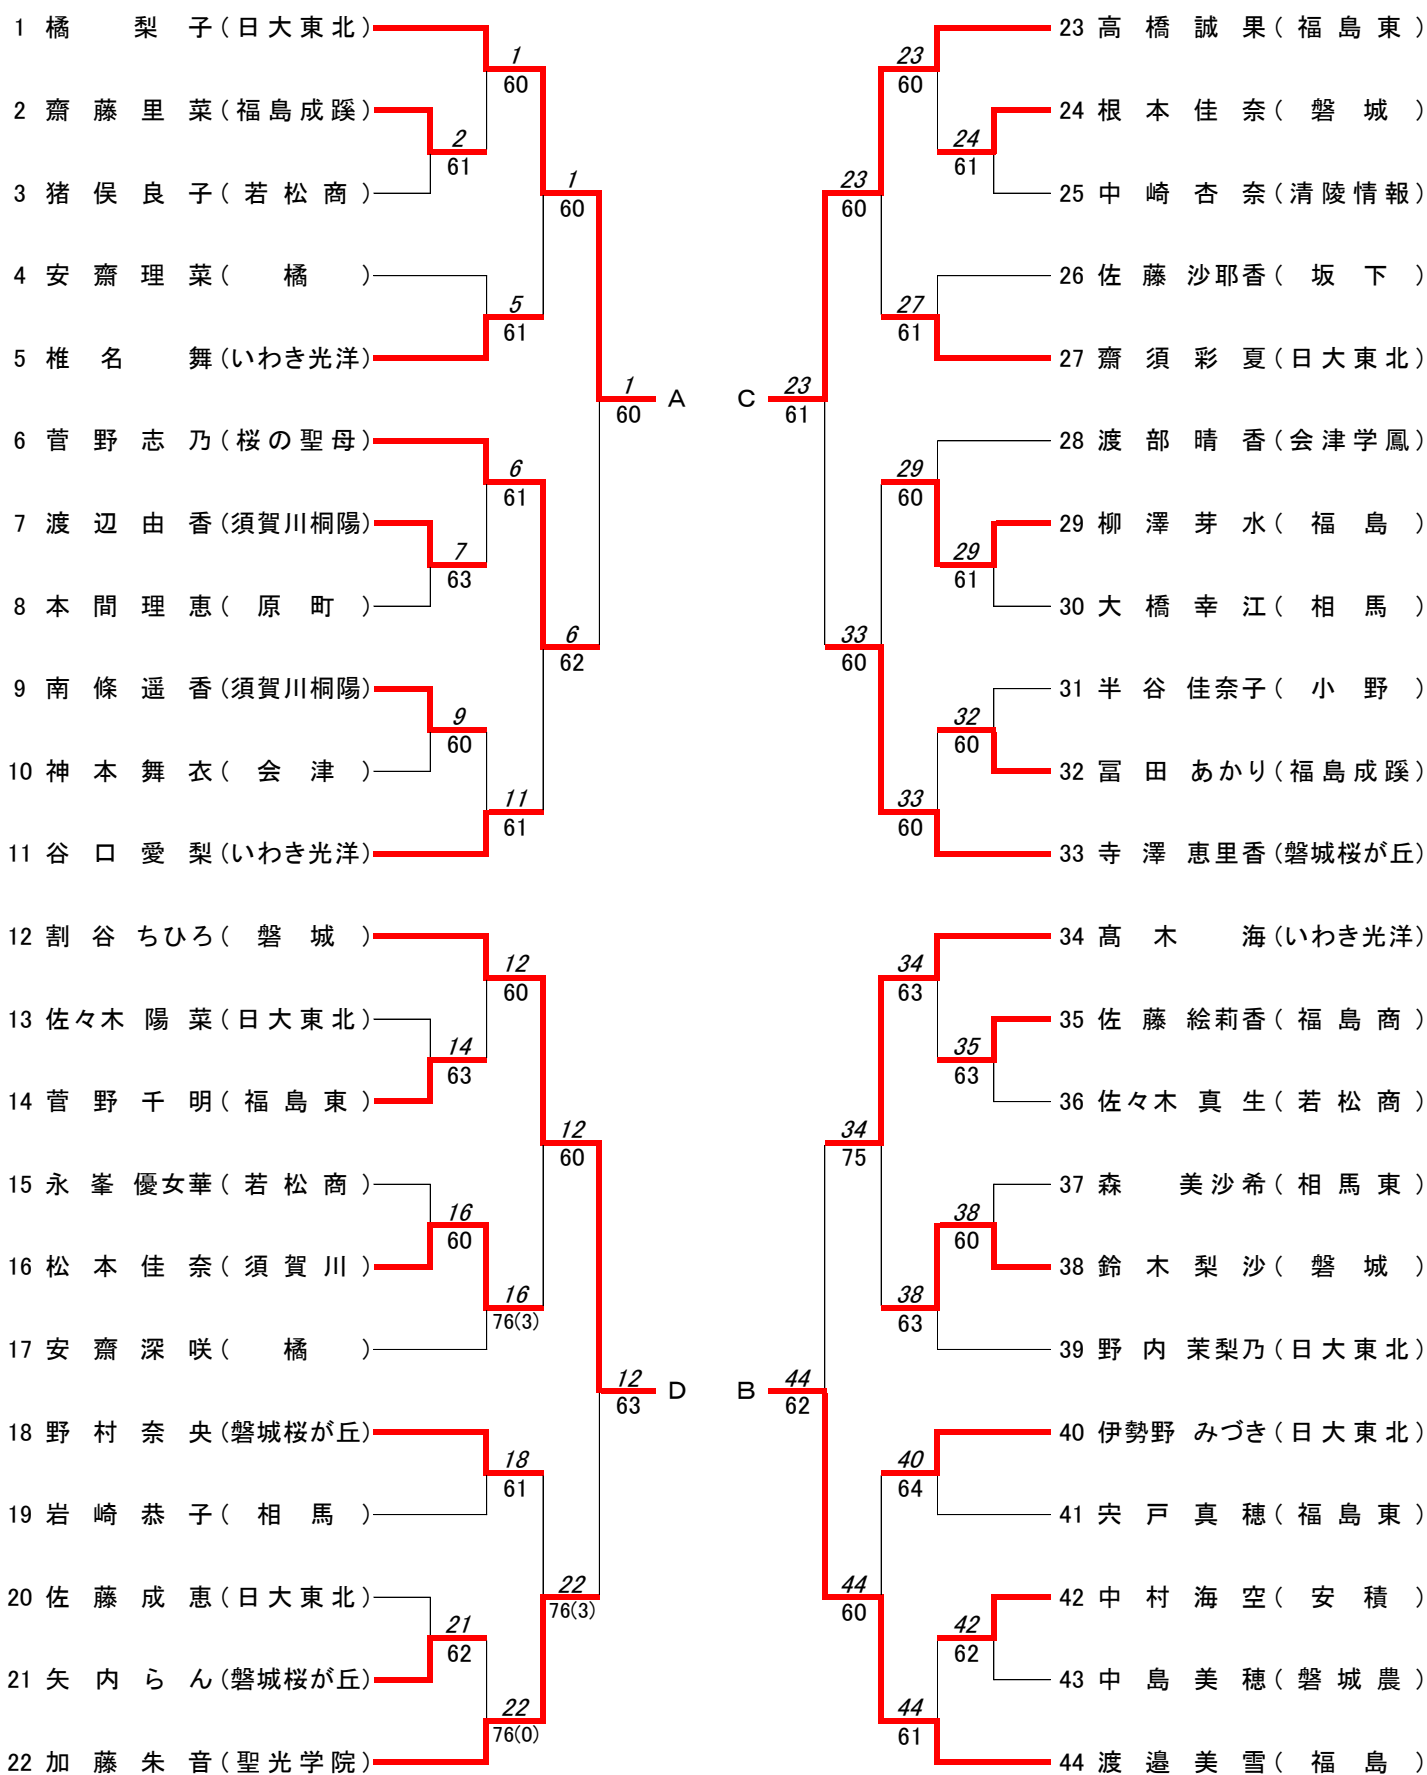 1 橘 梨 子(日大東北)
1
60
2 齋 藤 里 菜(福島成蹊)
2
61
3 猪 俣 良 子(若松商)
1
60
4 安 齋 理 菜(橘)
5
61
5 椎 名 舞(いわき光洋)
1
60
A
6 菅 野 志 乃(桜の聖母)
6
61
7 渡 辺 由 香(須賀川桐陽)
7
63
8 本 間 理 恵(原町)
6
62
9 南 條 遥 香(須賀川桐陽)
9
60
10 神 本 舞 衣(会津)
11
61
11 谷 口 愛 梨(いわき光洋)
12 割 谷 ちひろ(磐城)
12
60
13 佐々木 陽 菜(日大東北)
14
63
14 菅 野 千 明(福島東)
12
60
15 永 峯 優女華(若松商)
16
60
16 松 本 佳 奈(須賀川)
16
76(3)
17 安 齋 深 咲(橘)
12
63
D
18 野 村 奈 央(磐城桜が丘)
18
61
19 岩 崎 恭 子(相馬)
22
76(3)
20 佐 藤 成 恵(日大東北)
21
62
21 矢 内 ら ん(磐城桜が丘)
22
76(0)
22 加 藤 朱 音(聖光学院)
23 高 橋 誠 果(福島東)
23
60
24 根 本 佳 奈(磐城)
24
61
25 中 崎 杏 奈(清陵情報)
23
60
26 佐 藤 沙耶香(坂下)
27
61
27 齋 須 彩 夏(日大東北)
C
23
61
28 渡 部 晴 香(会津学鳳)
29
60
29 柳 澤 芽 水(福島)
29
61
30 大 橋 幸 江(相馬)
33
60
31 半 谷 佳奈子(小野)
32
60
32 冨 田 あかり(福島成蹊)
33
60
33 寺 澤 恵里香(磐城桜が丘)
34 髙 木 海(いわき光洋)
34
63
35 佐 藤 絵莉香(福島商)
35
63
36 佐々木 真 生(若松商)
34
75
37 森 美沙希(相馬東)
38
60
38 鈴 木 梨 沙(磐城)
38
63
39 野 内 茉梨乃(日大東北)
B
44
62
40 伊勢野 みづき(日大東北)
40
64
41 宍 戸 真 穂(福島東)
44
60
42 中 村 海 空(安積)
42
62
43 中 島 美 穂(磐城農)
44
61
44 渡 邉 美 雪(福島)